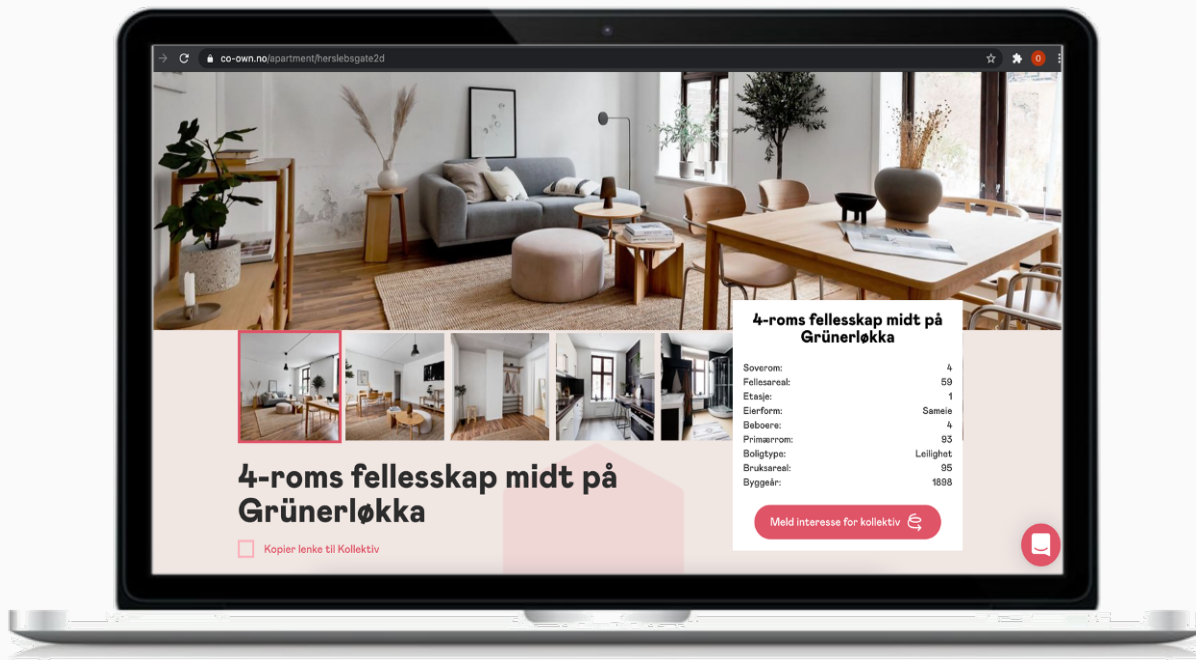 co-own.no/apartment/herslebsgate2d
O
4-roms fellesskap midt på
Grünerløkka
Soverom: 4
Fellesareal: 59
Etasje: 1
Eierform: Sameie
Beboere: 4
Primærrom: 93
Boligtype: Leilighet
Bruksareal: 95
Byggeår: 1898
Meld interesse for kollektiv
4-roms fellesskap midt på
Grünerløkka
Kopier lenke til Kollektiv